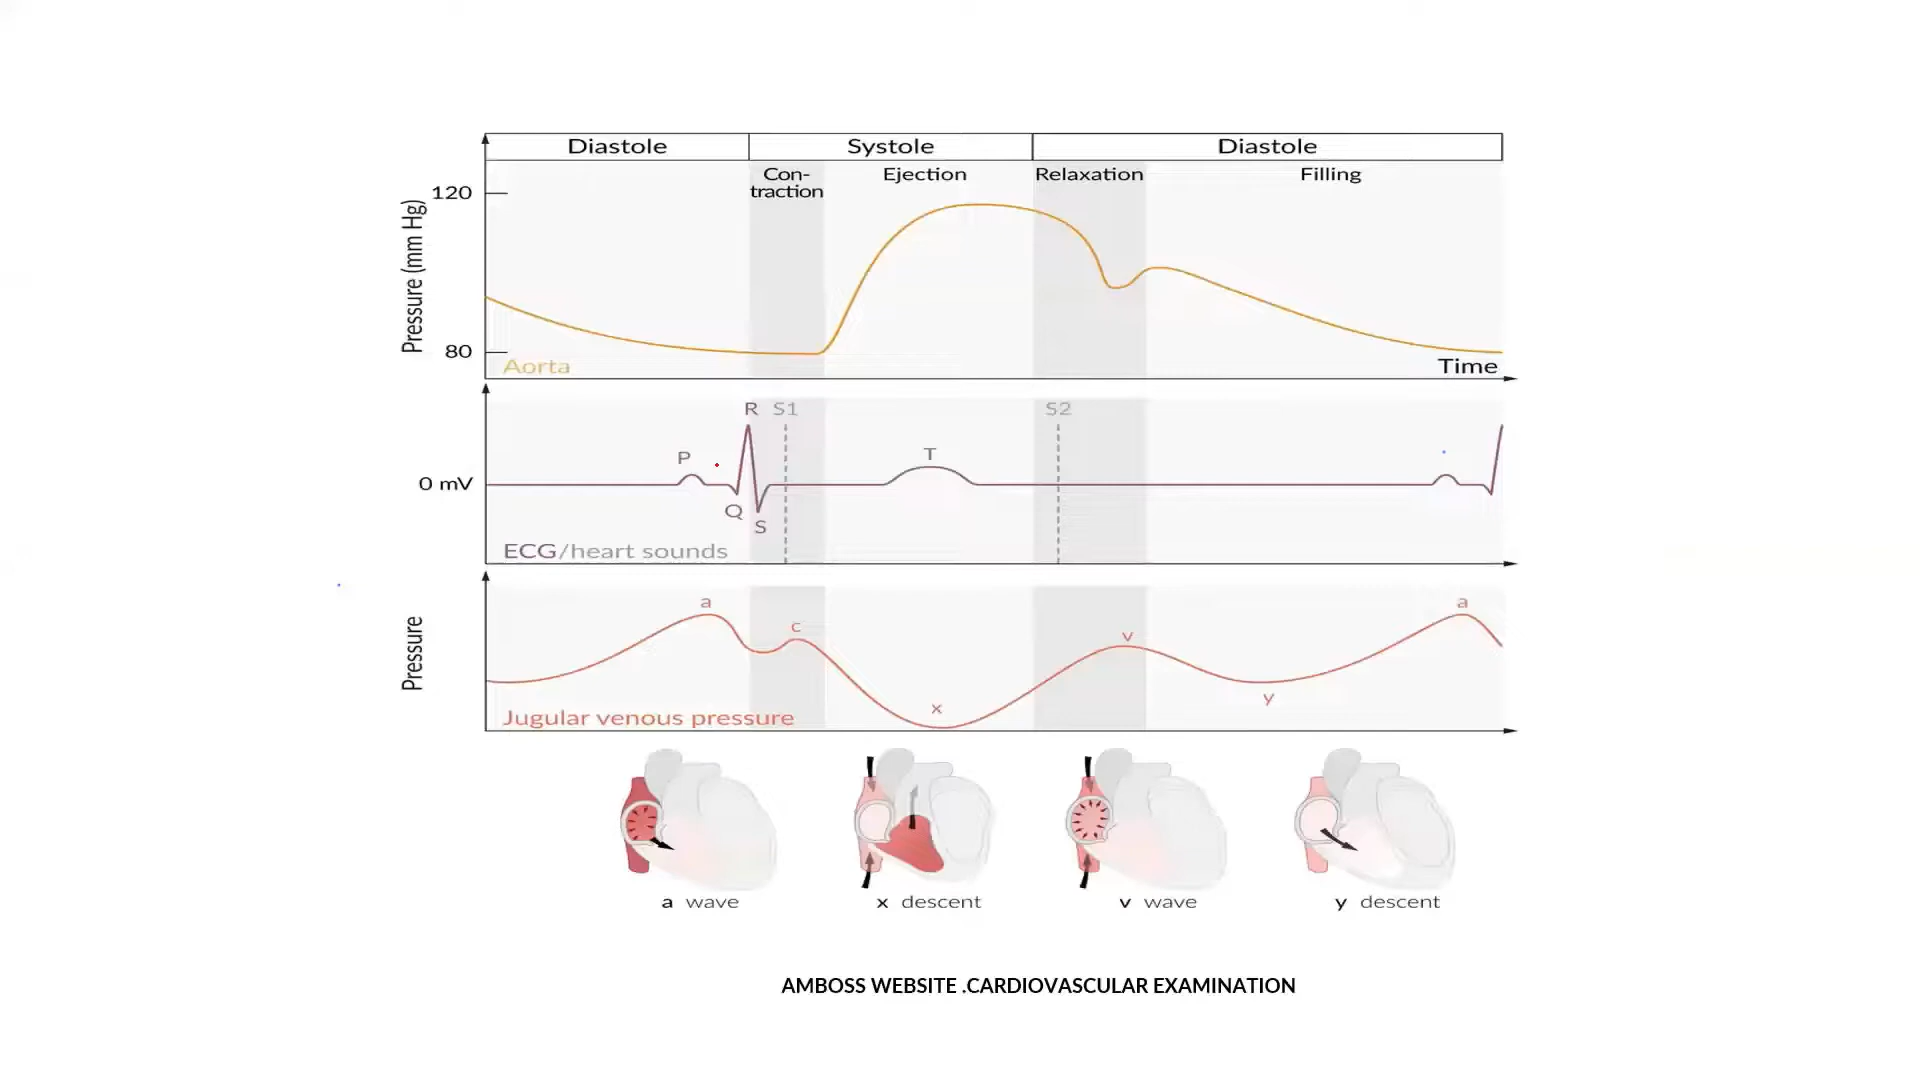 Diastole Systole Diastole
Con-
traction
Ejection Relaxation Filling
120
Pressure (mm Hg)
80
Aorta
Time
R S1 S2
P
T
0 mV
Q
S
ECG/heart sounds
a a
c
v
Pressure
y
x
Jugular venous pressure
a wave x descent v wave y descent
AMBOSS WEBSITE .CARDIOVASCULAR EXAMINATION